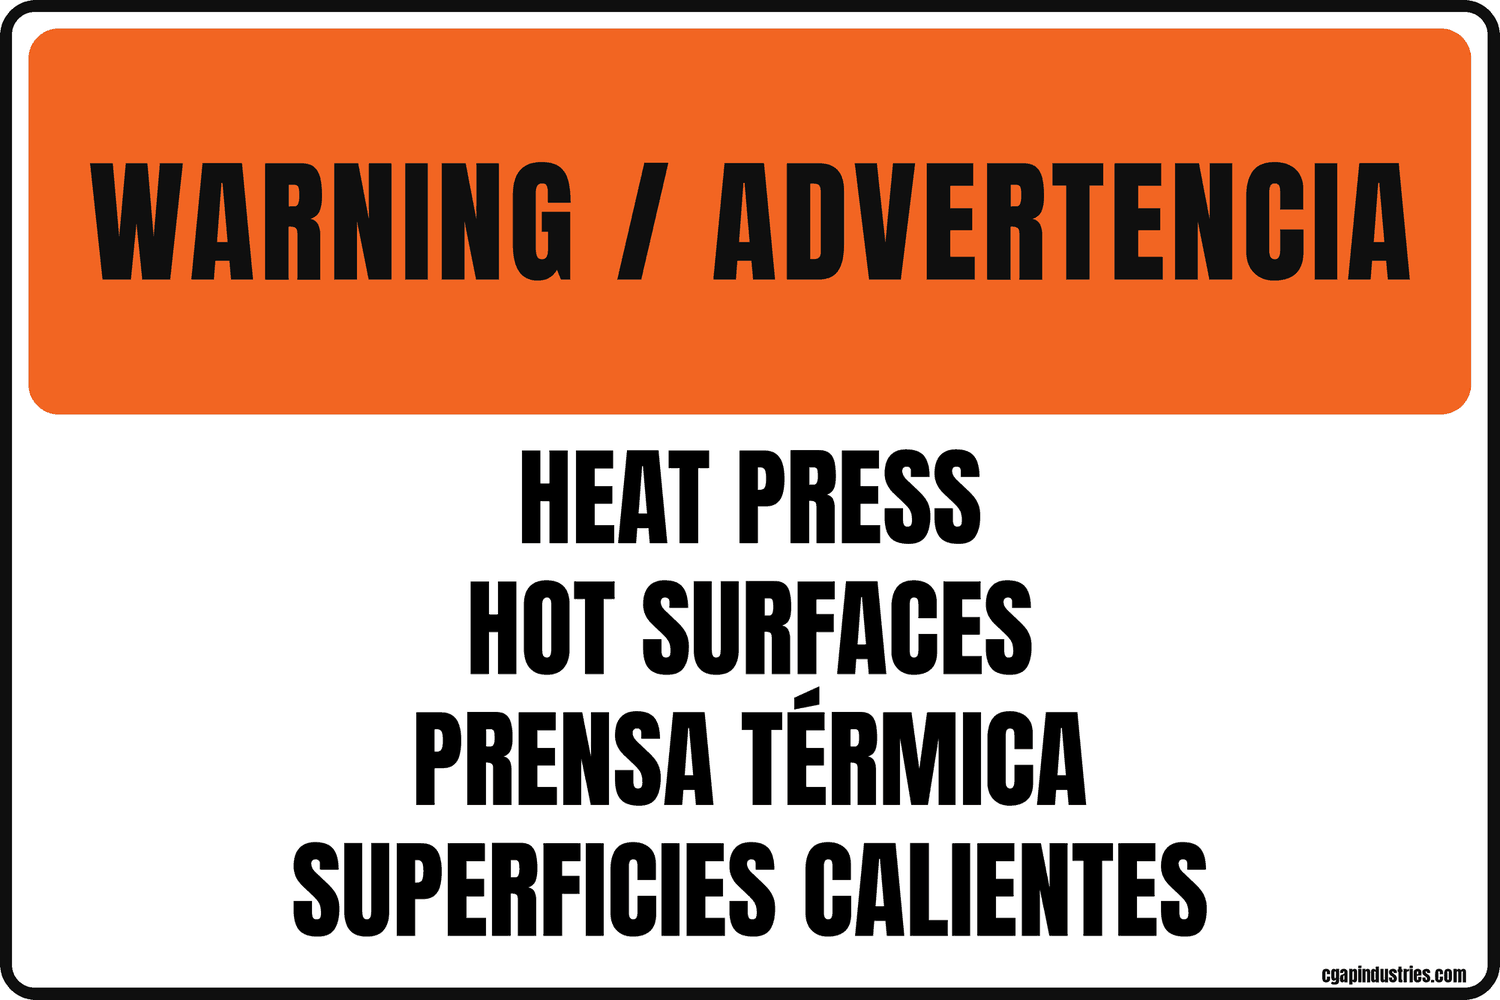 WARNING / ADVERTENCIA
HEAT PRESS
HOT SURFACES
PRENSA TÉRMICA
SUPERFICIES CALIENTES
cgapindustries.com